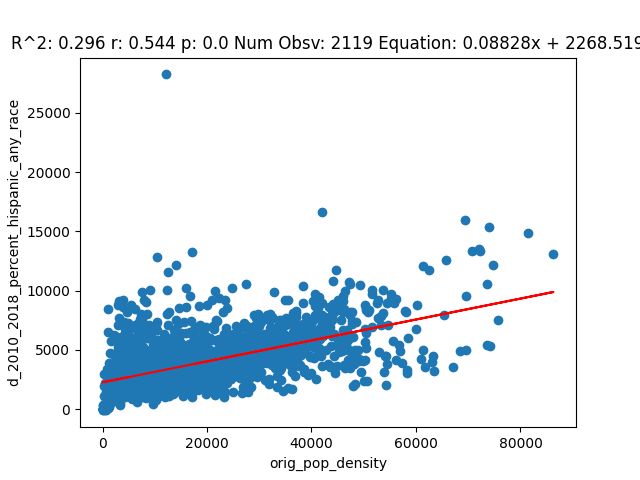 R^2: 0.296 r: 0.544 p: 0.0 Num Obsv: 2119 Equation: 0.08828x + 2268.519
d_2010_2018_percent_hispanic_any_race
25000
20000
15000
10000
5000
0
0 20000 40000 60000 80000
orig_pop_density